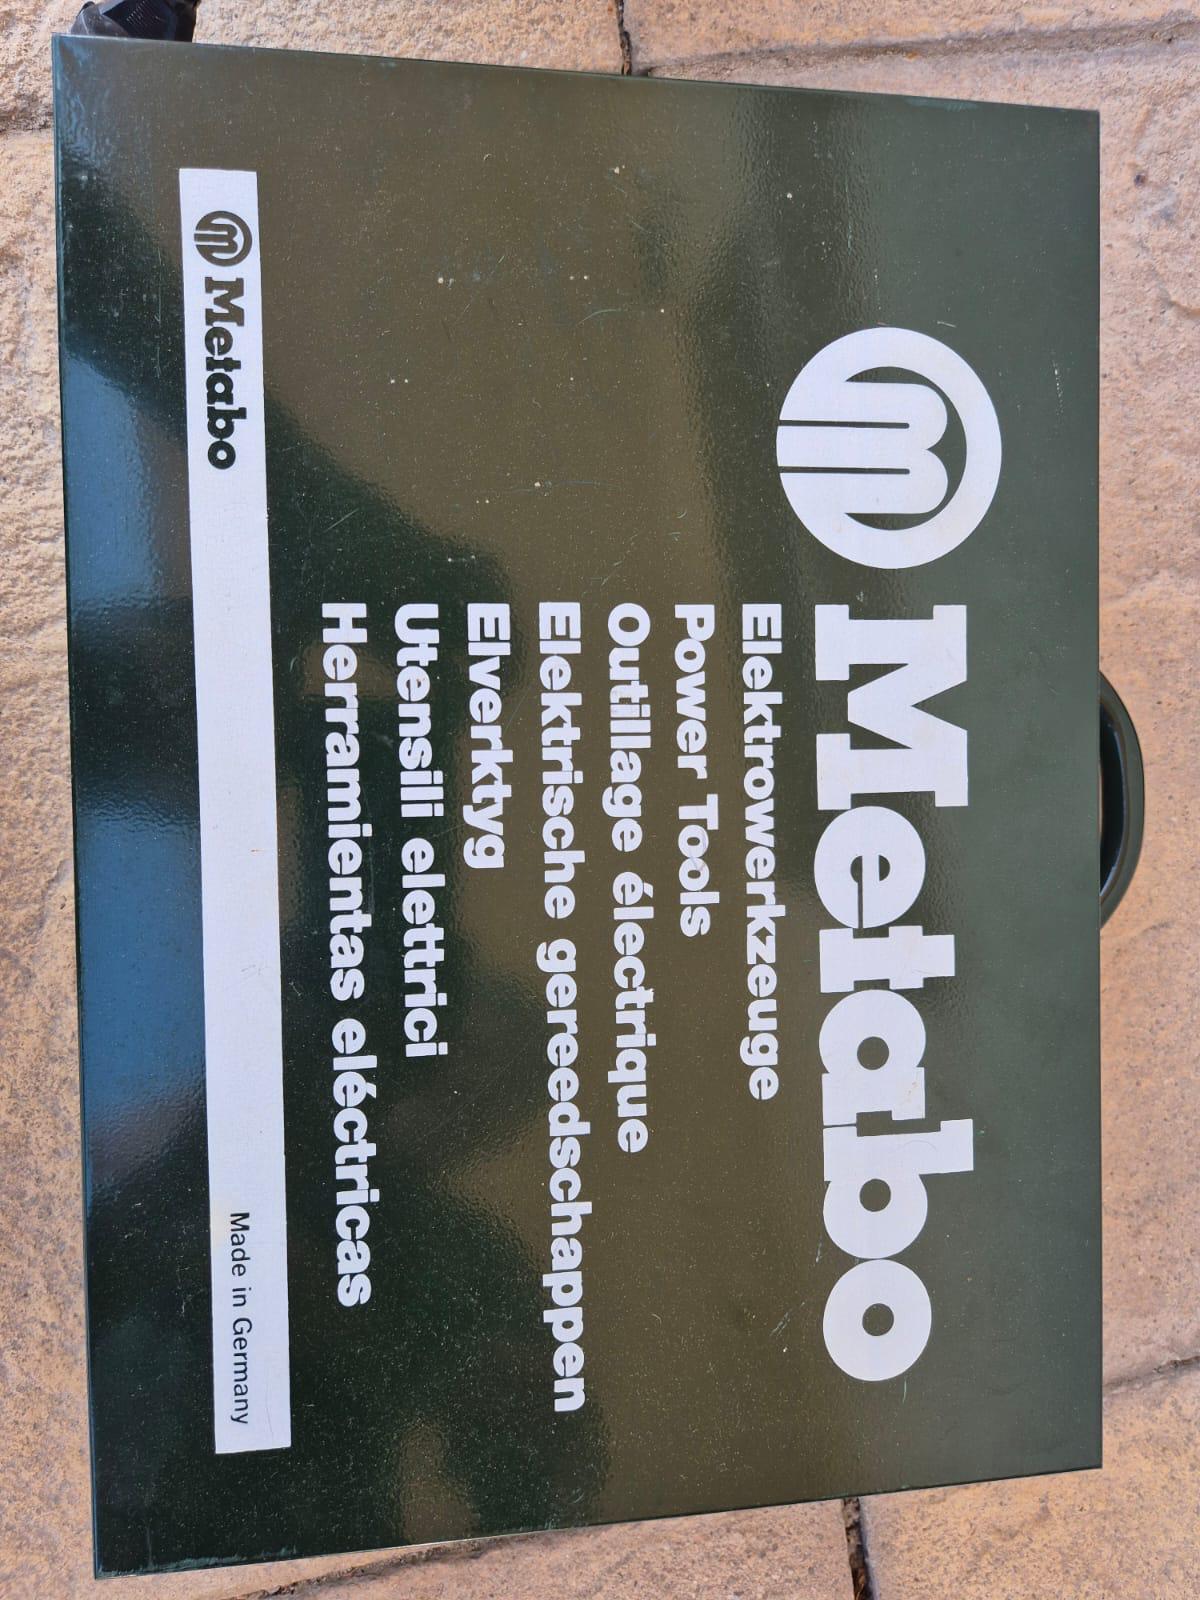 Metabo
Elektrowerkzeuge
Power Tools
Outillage électrique
Elektrische gereedschappen
Elverktyg
Utensili elettrici
Herramientas eléctricas
Metabo Made in Germany